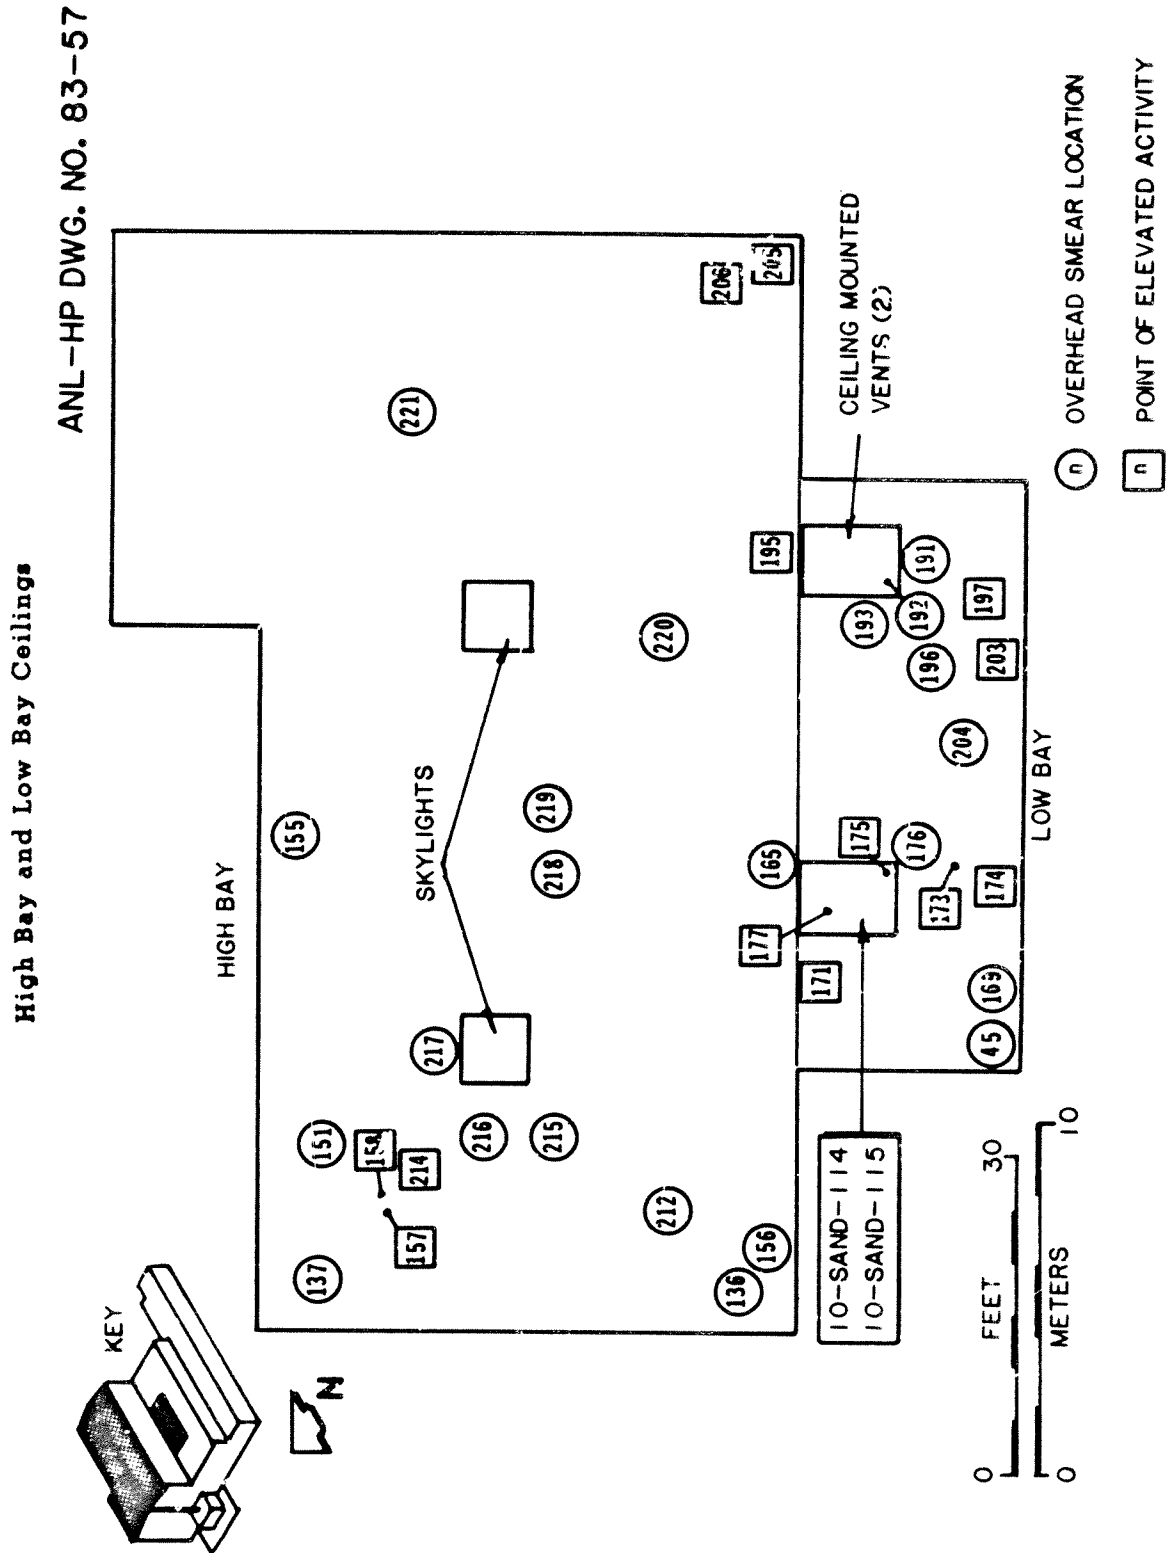 High Bay and Low Bay Ceilings
ANL-HP DWG. NO. 83-57
KEY
N
HIGH BAY
137
151
155
158
157
214
217
221
SKYLIGHTS
216
215
218
219
212
220
206
205
136
156
177
165
195
10-SAND-114
10-SAND-115
171
175
176
173
174
193
192
191
196
197
203
204
45
169
CEILING MOUNTED
VENTS (2)
LOW BAY
0 FEET 30
0 METERS 10
n OVERHEAD SMEAR LOCATION
n POINT OF ELEVATED ACTIVITY